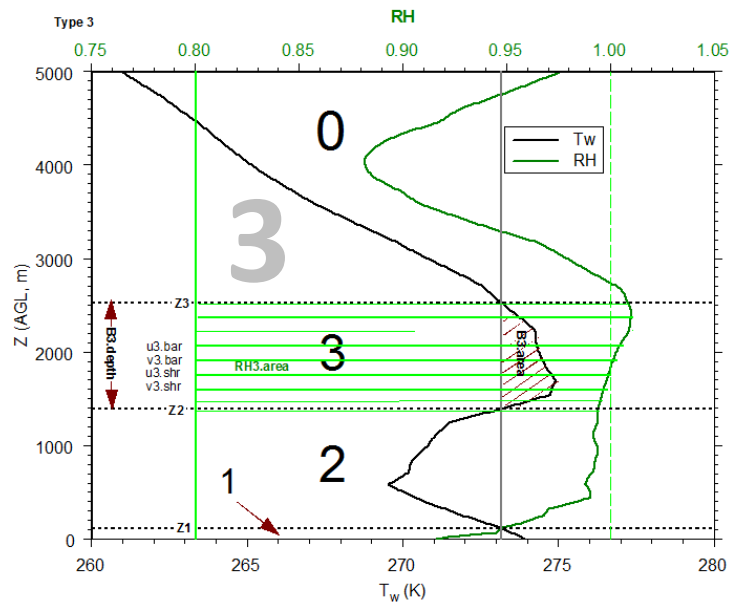 Type 3
RH
0.75 0.80 0.85 0.90 0.95 1.00 1.05
5000
0
Tw
RH
4000
3
Z (AGL, m)
3000
Z3
B3.depth
B3.area
u3.bar
v3.bar
u3.shr
v3.shr
RH3.area
3
2000
Z2
1000
2
1
Z1
0
260 265 270 275 280
Tw (K)